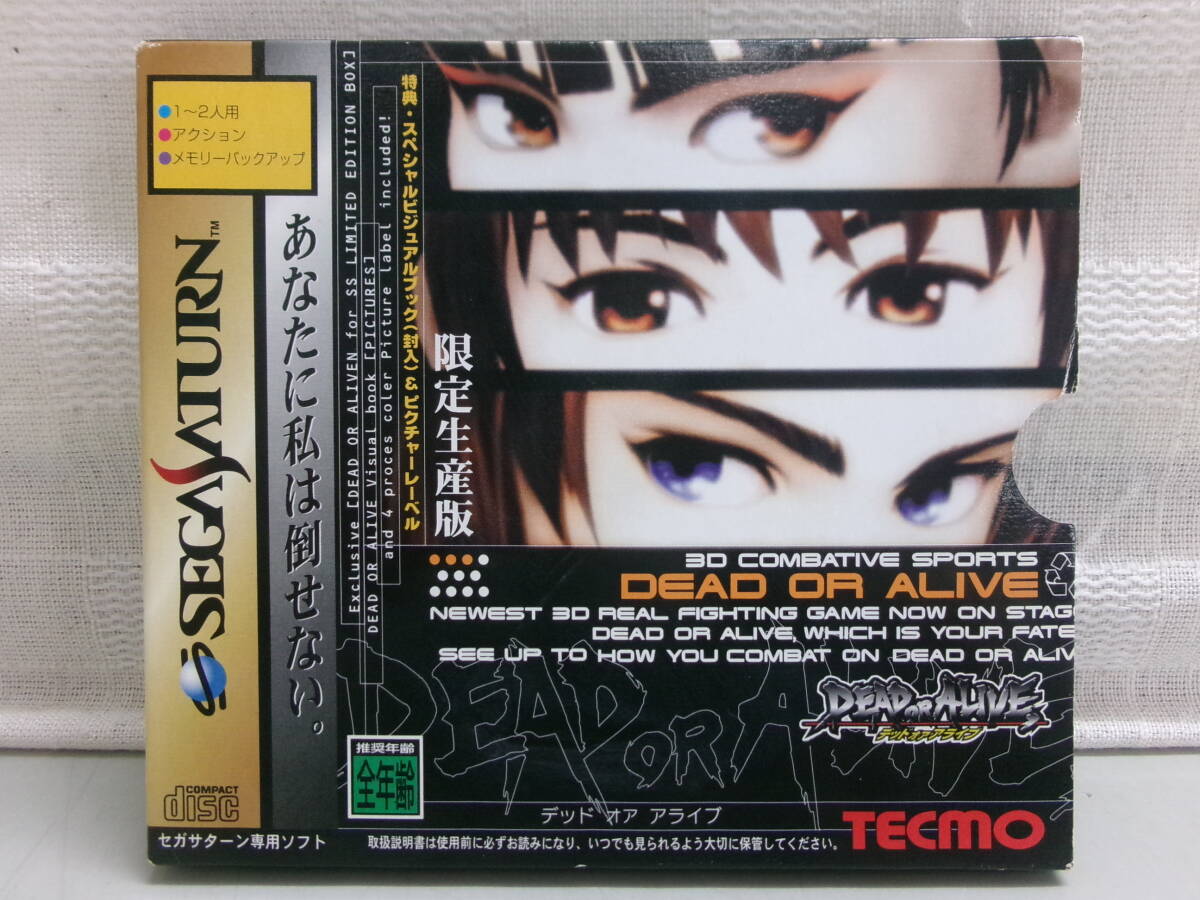 ●1〜2人用
●アクション
●メモリーバックアップ
SEGA SATURN™
COMPACT
disc
セガサターン専用ソフト
あなたに私は倒せない。
Exclusive [DEAD OR ALIVEN for SS LIMITED EDITION BOX]
DEAD OR ALIVE Visual book [PICTURES]
and 4 proces color Picture label included!
特典・スペシャルビジュアルブック(封入)&ピクチャーレーベル
限定生産版
3D COMBATIVE SPORTS
DEAD OR ALIVE
NEWEST 3D REAL FIGHTING GAME NOW ON STAG
DEAD OR ALIVE, WHICH IS YOUR FATE
SEE UP TO HOW YOU COMBAT ON DEAD OR ALIV
DEAD OR ALIVE
DEAD OR ALIVE
デッドオアアライブ
推奨年齢
全年齢
デッド オア アライブ
TECMO
取扱説明書は使用前に必ずお読みになり、いつでも見られるよう大切に保管してください。